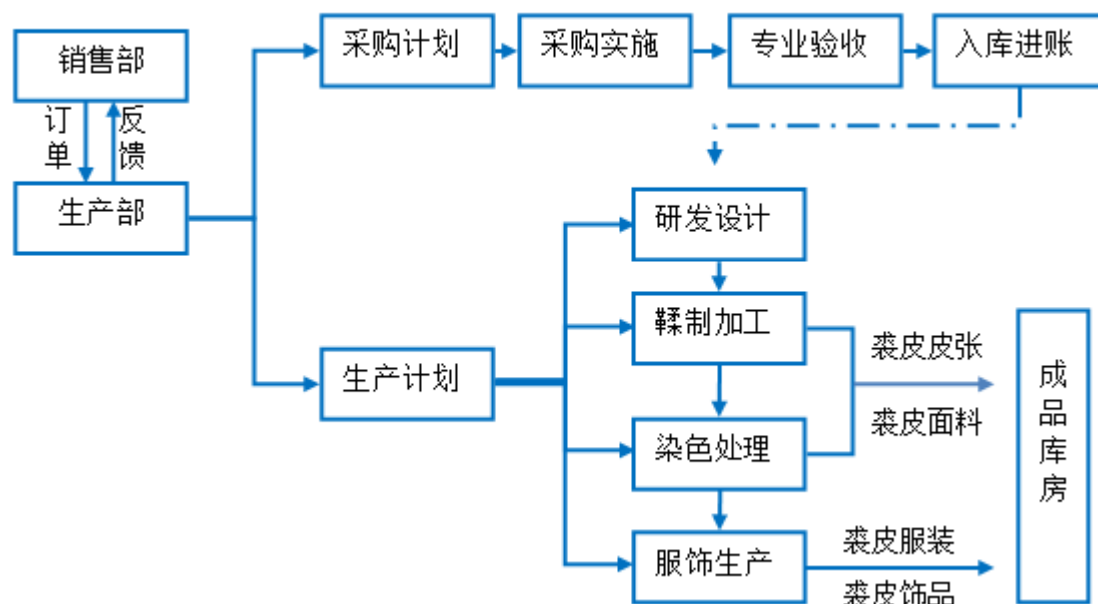 销售部
订单
反馈
生产部
采购计划
采购实施
专业验收
入库进账
生产计划
研发设计
鞣制加工
染色处理
服饰生产
裘皮皮张
裘皮面料
裘皮服装
裘皮饰品
成品库房